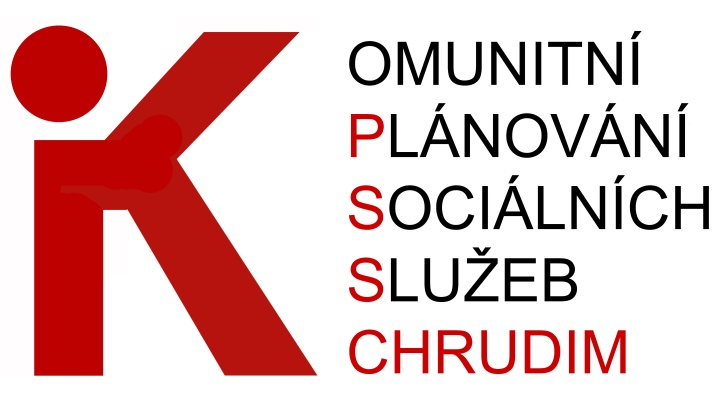 K OMUNITNÍ
PLÁNOVÁNÍ
SOCIÁLNÍCH
SLUŽEB
CHRUDIM